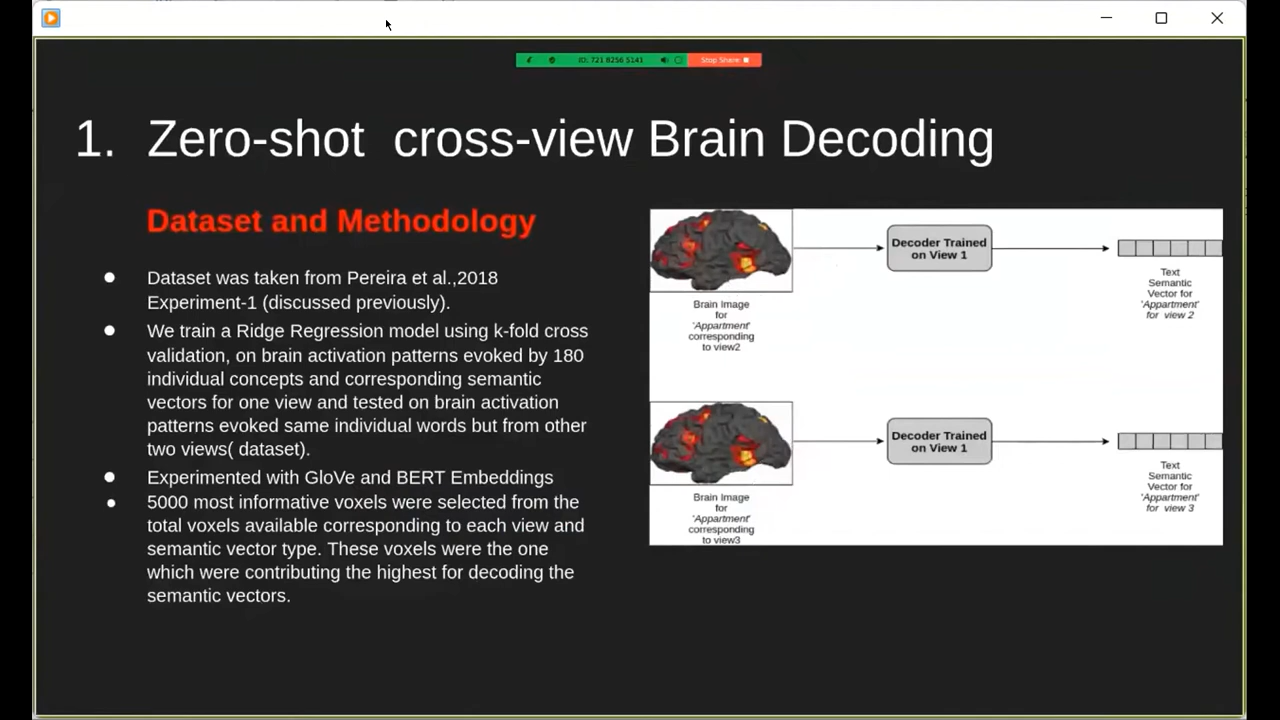 ID: 721 8256 5141
Stop Share
1. Zero-shot cross-view Brain Decoding
Dataset and Methodology
Dataset was taken from Pereira et al.,2018
Experiment-1 (discussed previously).
We train a Ridge Regression model using k-fold cross
validation, on brain activation patterns evoked by 180
individual concepts and corresponding semantic
vectors for one view and tested on brain activation
patterns evoked same individual words but from other
two views( dataset).
Experimented with GloVe and BERT Embeddings
5000 most informative voxels were selected from the
total voxels available corresponding to each view and
semantic vector type. These voxels were the one
which were contributing the highest for decoding the
semantic vectors.
Brain Image
for
'Appartment'
corresponding
to view2
Decoder Trained
on View 1
Text
Semantic
Vector for
'Apartment'
for view 2
Brain Image
for
'Appartment'
corresponding
to view3
Decoder Trained
on View 1
Text
Semantic
Vector for
'Apartment'
for view 3